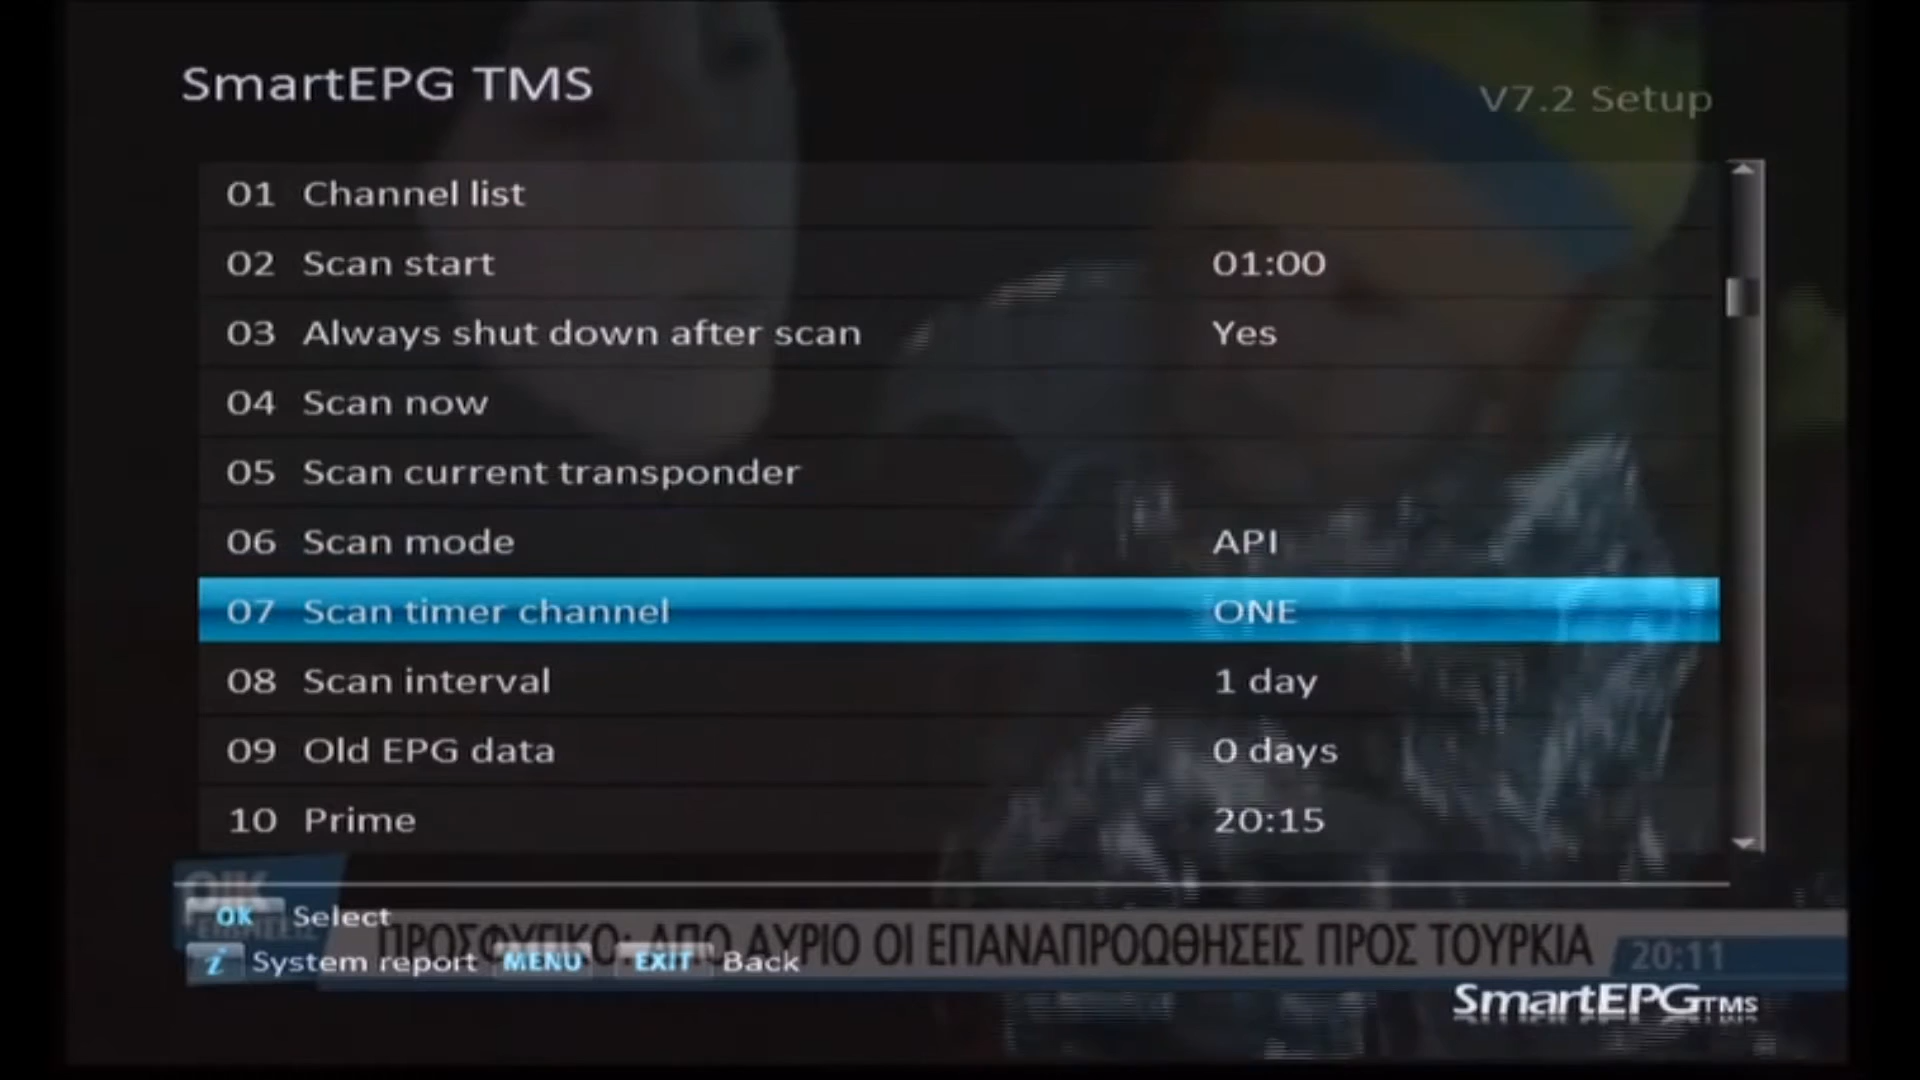 SmartEPG TMS
V7.2 Setup
01 Channel list
02 Scan start 01:00
03 Always shut down after scan Yes
04 Scan now
05 Scan current transponder
06 Scan mode API
07 Scan timer channel ONE
08 Scan interval 1 day
09 Old EPG data 0 days
10 Prime 20:15
OK Select
ΠΡΟΣΦΥΓΙΚΟ: ΑΠΟ ΑΥΡΙΟ ΟΙ ΕΠΑΝΑΠΡΟΩΘΗΣΕΙΣ ΠΡΟΣ ΤΟΥΡΚΙΑ
20:11
i System report MENU EXIT Back
SmartEPG TMS